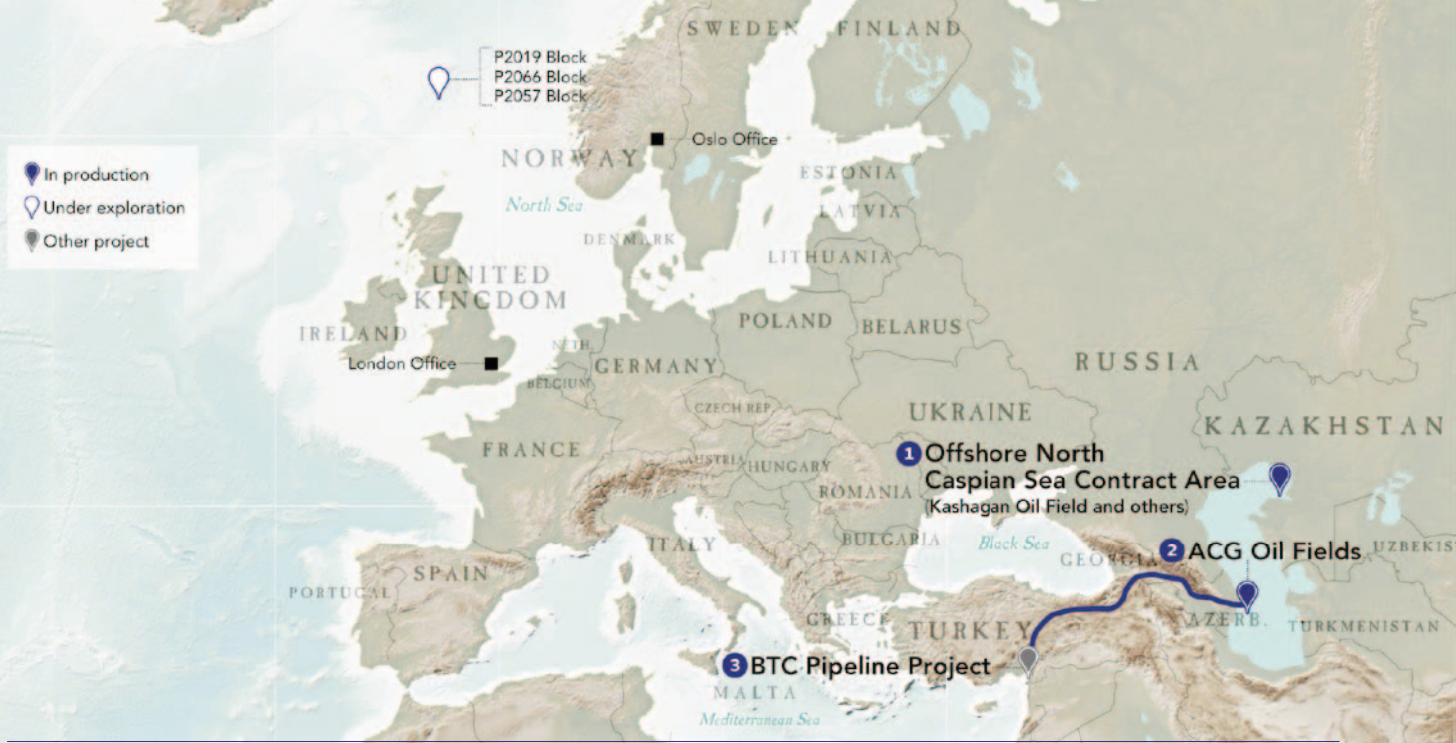 SWEDEN
FINLAND
P2019 Block
P2066 Block
P2057 Block
Oslo Office
NORWAY
In production
Under exploration
Other project
ESTONIA
North Sea
LATVIA
DENMARK
LITHUANIA
UNITED
KINGDOM
IRELAND
POLAND
BELARUS
NETH.
London Office
GERMANY
RUSSIA
BELGIUM
CZECH REP.
UKRAINE
KAZAKHSTAN
FRANCE
AUSTRIA
HUNGARY
1 Offshore North
Caspian Sea Contract Area
(Kashagan Oil Field and others)
ROMANIA
ITALY
BULGARIA
Black Sea
GEORGIA
2 ACG Oil Fields
UZBEKIS
SPAIN
PORTUGAL
GREECE
TURKEY
AZERB.
TURKMENISTAN
3 BTC Pipeline Project
MALTA
Mediterranean Sea